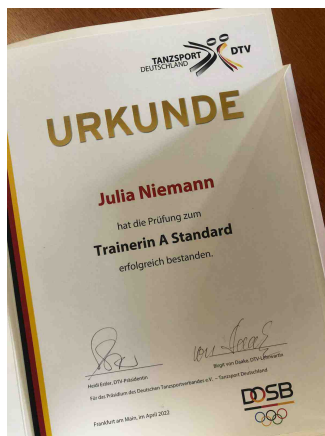 TANZSPORT
DEUTSCHLAND
DTV
URKUNDE
Julia Niemann
hat die Prüfung zum
Trainerin A Standard
erfolgreich bestanden.
Heidi Estler, DTV-Präsidentin
Birgit von Daake, DTV-Lehrwartin
Für das Präsidium des Deutschen Tanzsportverbandes e.V. – Tanzsport Deutschland
Frankfurt am Main, im April 2022
DOSB